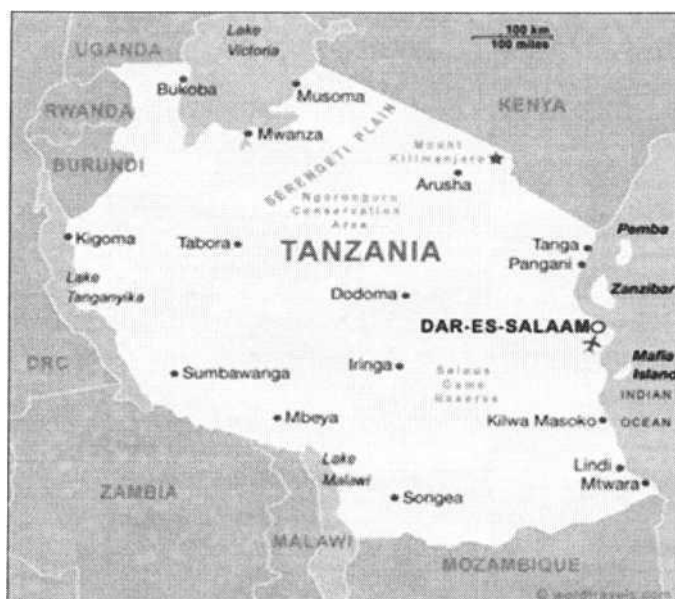 Lake
Victoria
100 km
100 miles
UGANDA
KENYA
Bukoba
Musoma
RWANDA
Mwanza
BURUNDI
SERENGETI PLAIN
Mount
Kilimanjaro
Arusha
Ngorongoro
Conservation
Area
Kigoma
Tabora
TANZANIA
Tanga
Pangani
Pemba
Lake
Tanganyika
Zanzibar
Dodoma
DAR-ES-SALAAM
DRC
Sumbawanga
Iringa
Selous
Game
Reserve
Mafia
Island
INDIAN
OCEAN
Mbeya
Kilwa Masoko
Lake
Malawi
Lindi
Mtwara
ZAMBIA
Songea
MALAWI
MOZAMBIQUE
© wordtravels.com